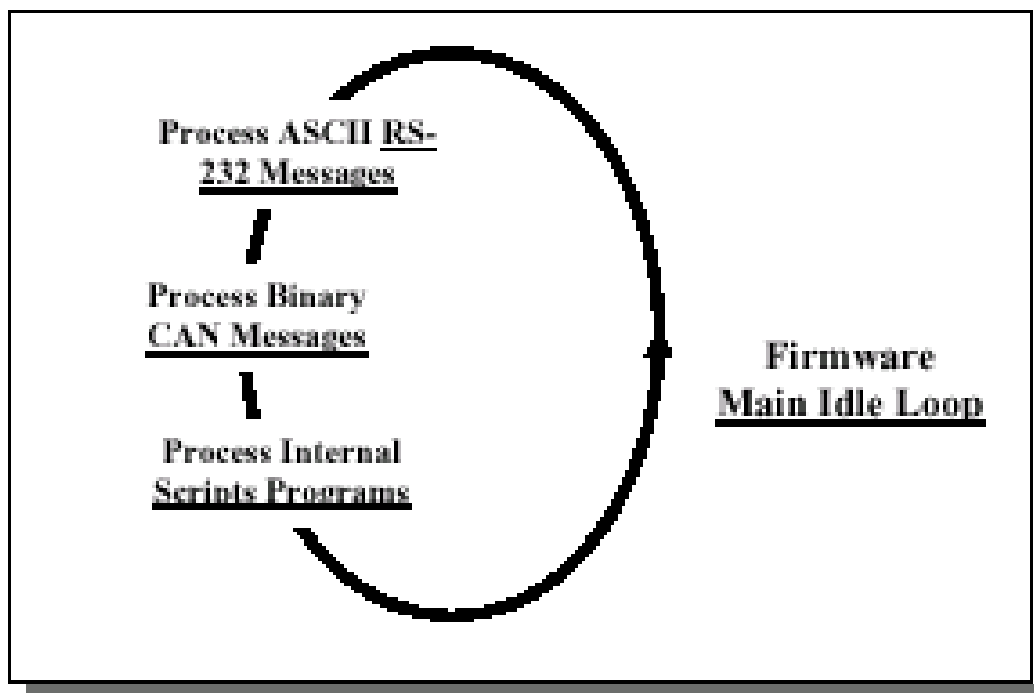 Process ASCII RS-
232 Messages
Process Binary
CAN Messages
Process Internal
Scripts Programs
Firmware
Main Idle Loop